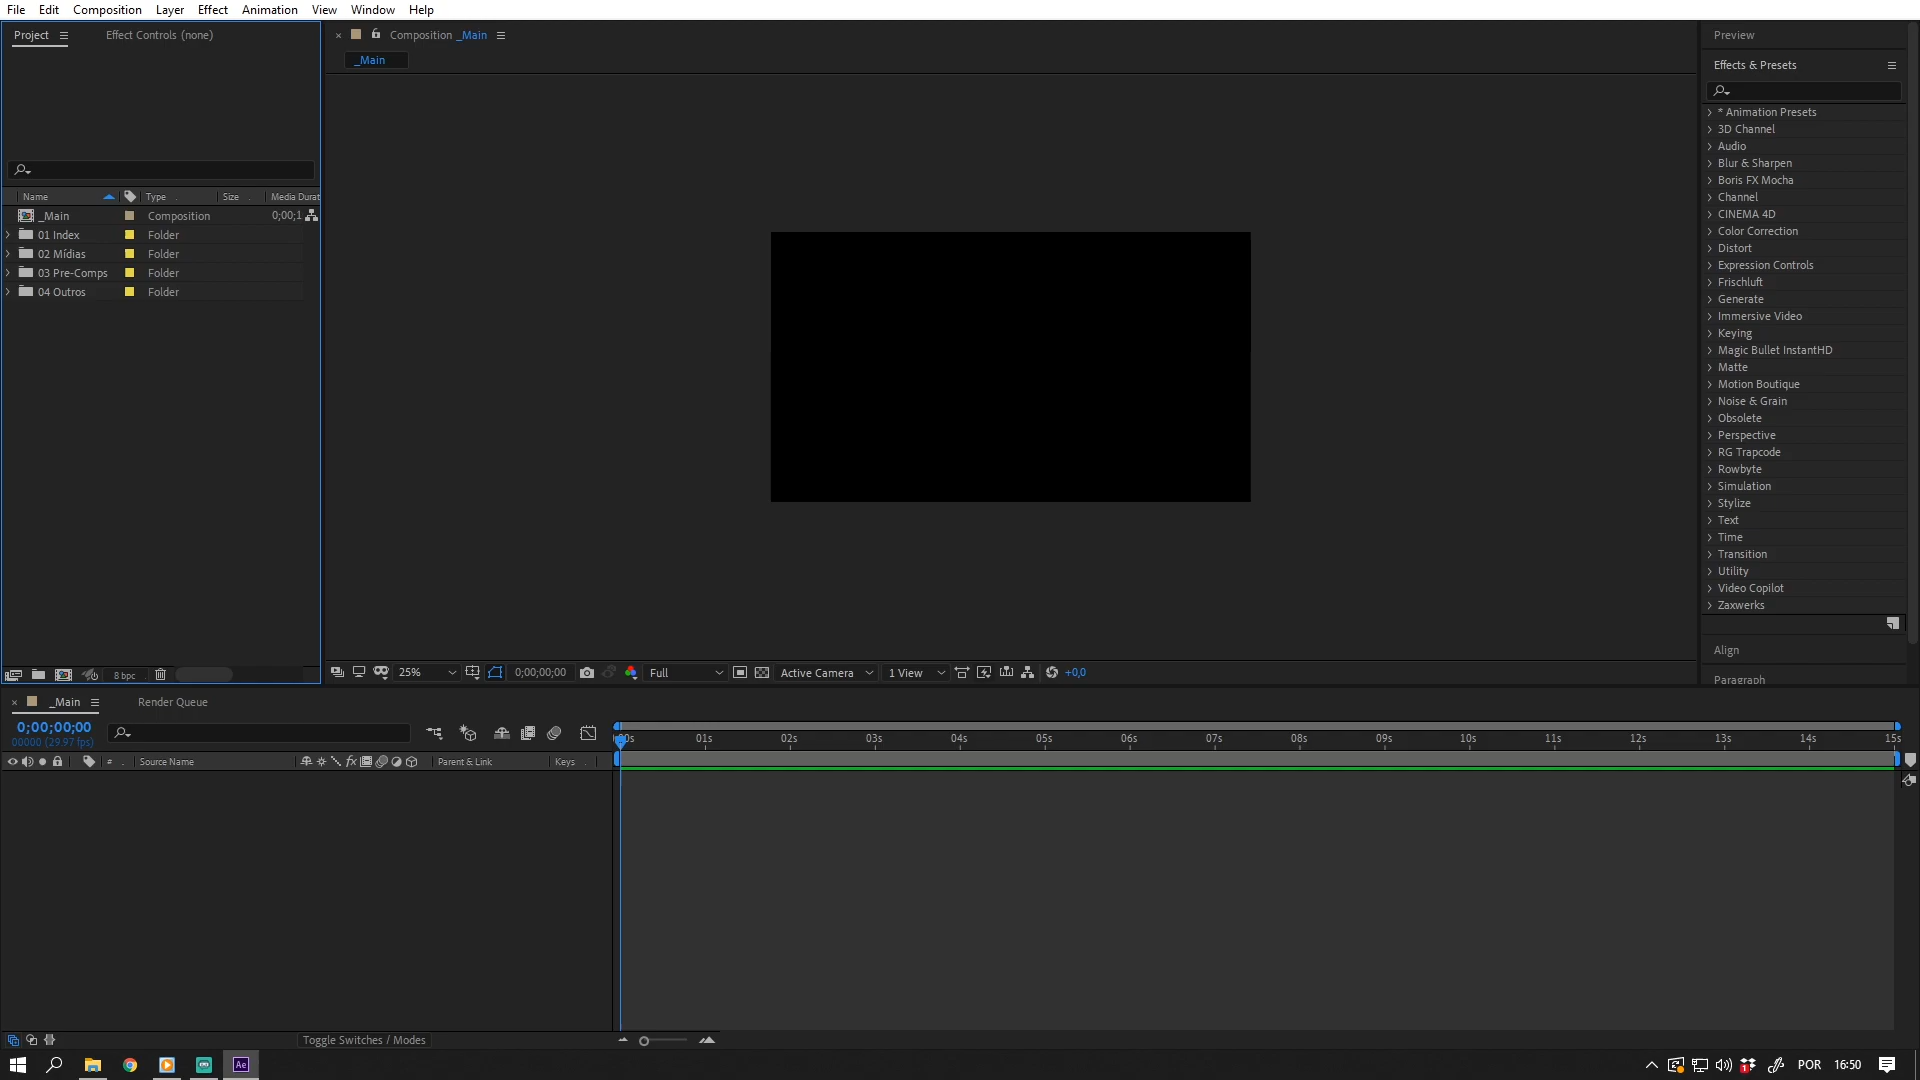 File Edit Composition Layer Effect Animation View Window Help
Project Effect Controls (none)
Composition _Main
Preview
Effects & Presets
_Main
* Animation Presets
3D Channel
Audio
Blur & Sharpen
Boris FX Mocha
Channel
CINEMA 4D
Color Correction
Distort
Expression Controls
Frischluft
Generate
Immersive Video
Keying
Magic Bullet InstantHD
Matte
Motion Boutique
Noise & Grain
Obsolete
Perspective
RG Trapcode
Rowbyte
Simulation
Stylize
Text
Time
Transition
Utility
Video Copilot
Zaxwerks
Align
Paragraph
Name Type Size Media Durat
_Main Composition 0;00;1
01 Index Folder
02 Mídias Folder
03 Pre-Comps Folder
04 Outros Folder
8 bpc
25% 0;00;00;00 Full Active Camera 1 View +0,0
_Main Render Queue
0;00;00;00
00000 (29.97 fps)
00s 01s 02s 03s 04s 05s 06s 07s 08s 09s 10s 11s 12s 13s 14s 15s
# Source Name fx Parent & Link Keys
Toggle Switches / Modes
Ae
1
POR 16:50